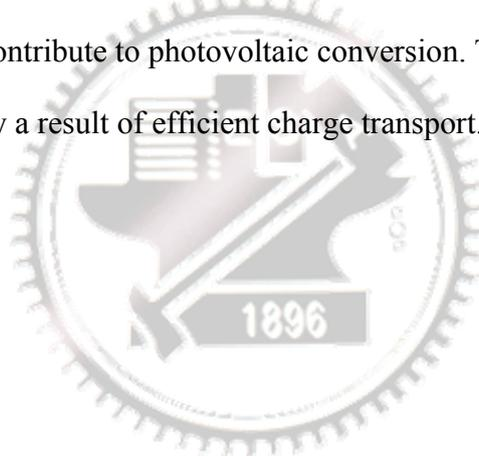 ontribute to photovoltaic conversion.
a result of efficient charge transport.
1896